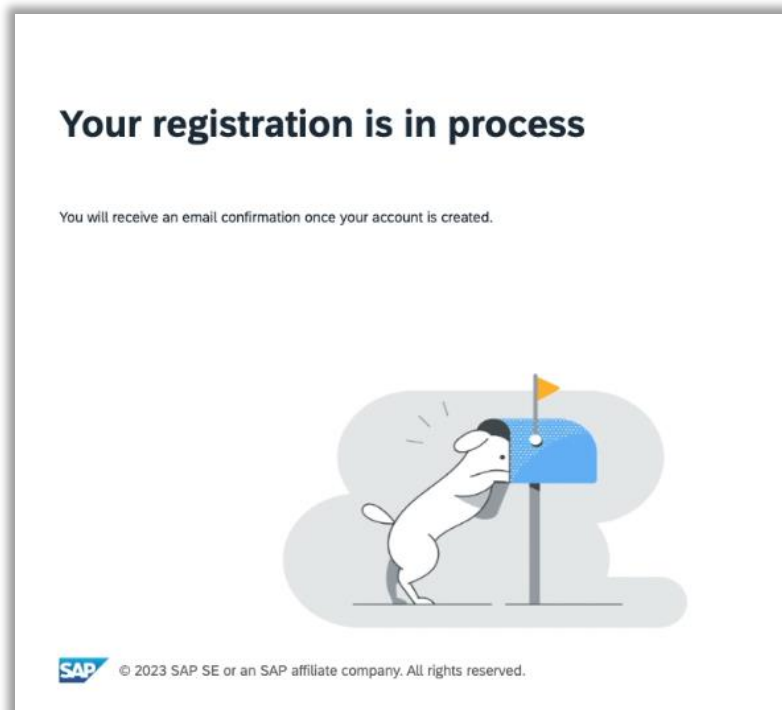 Your registration is in process
You will receive an email confirmation once your account is created.
SAP © 2023 SAP SE or an SAP affiliate company. All rights reserved.